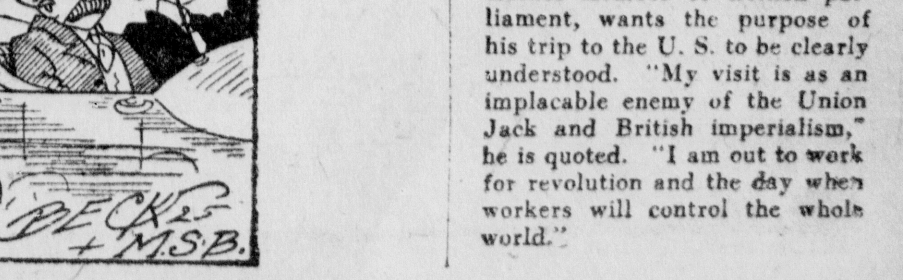 BECK 25
+ M.S.B.
liament, wants the purpose of
his trip to the U. S. to be clearly
understood. "My visit is as an
implacable enemy of the Union
Jack and British imperialism,"
he is quoted. "I am out to work
for revolution and the day when
workers will control the whole
world."